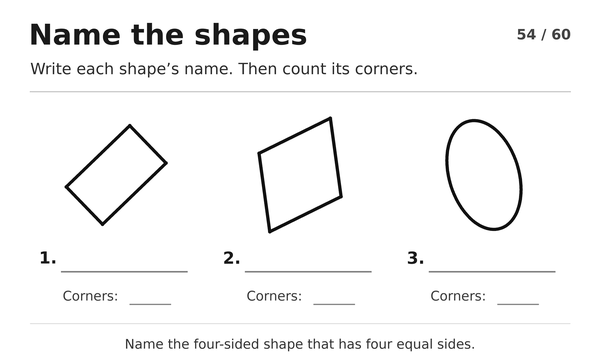 Name the shapes
54 / 60
Write each shape’s name. Then count its corners.
1. 2. 3.
Corners: Corners: Corners:
Name the four-sided shape that has four equal sides.